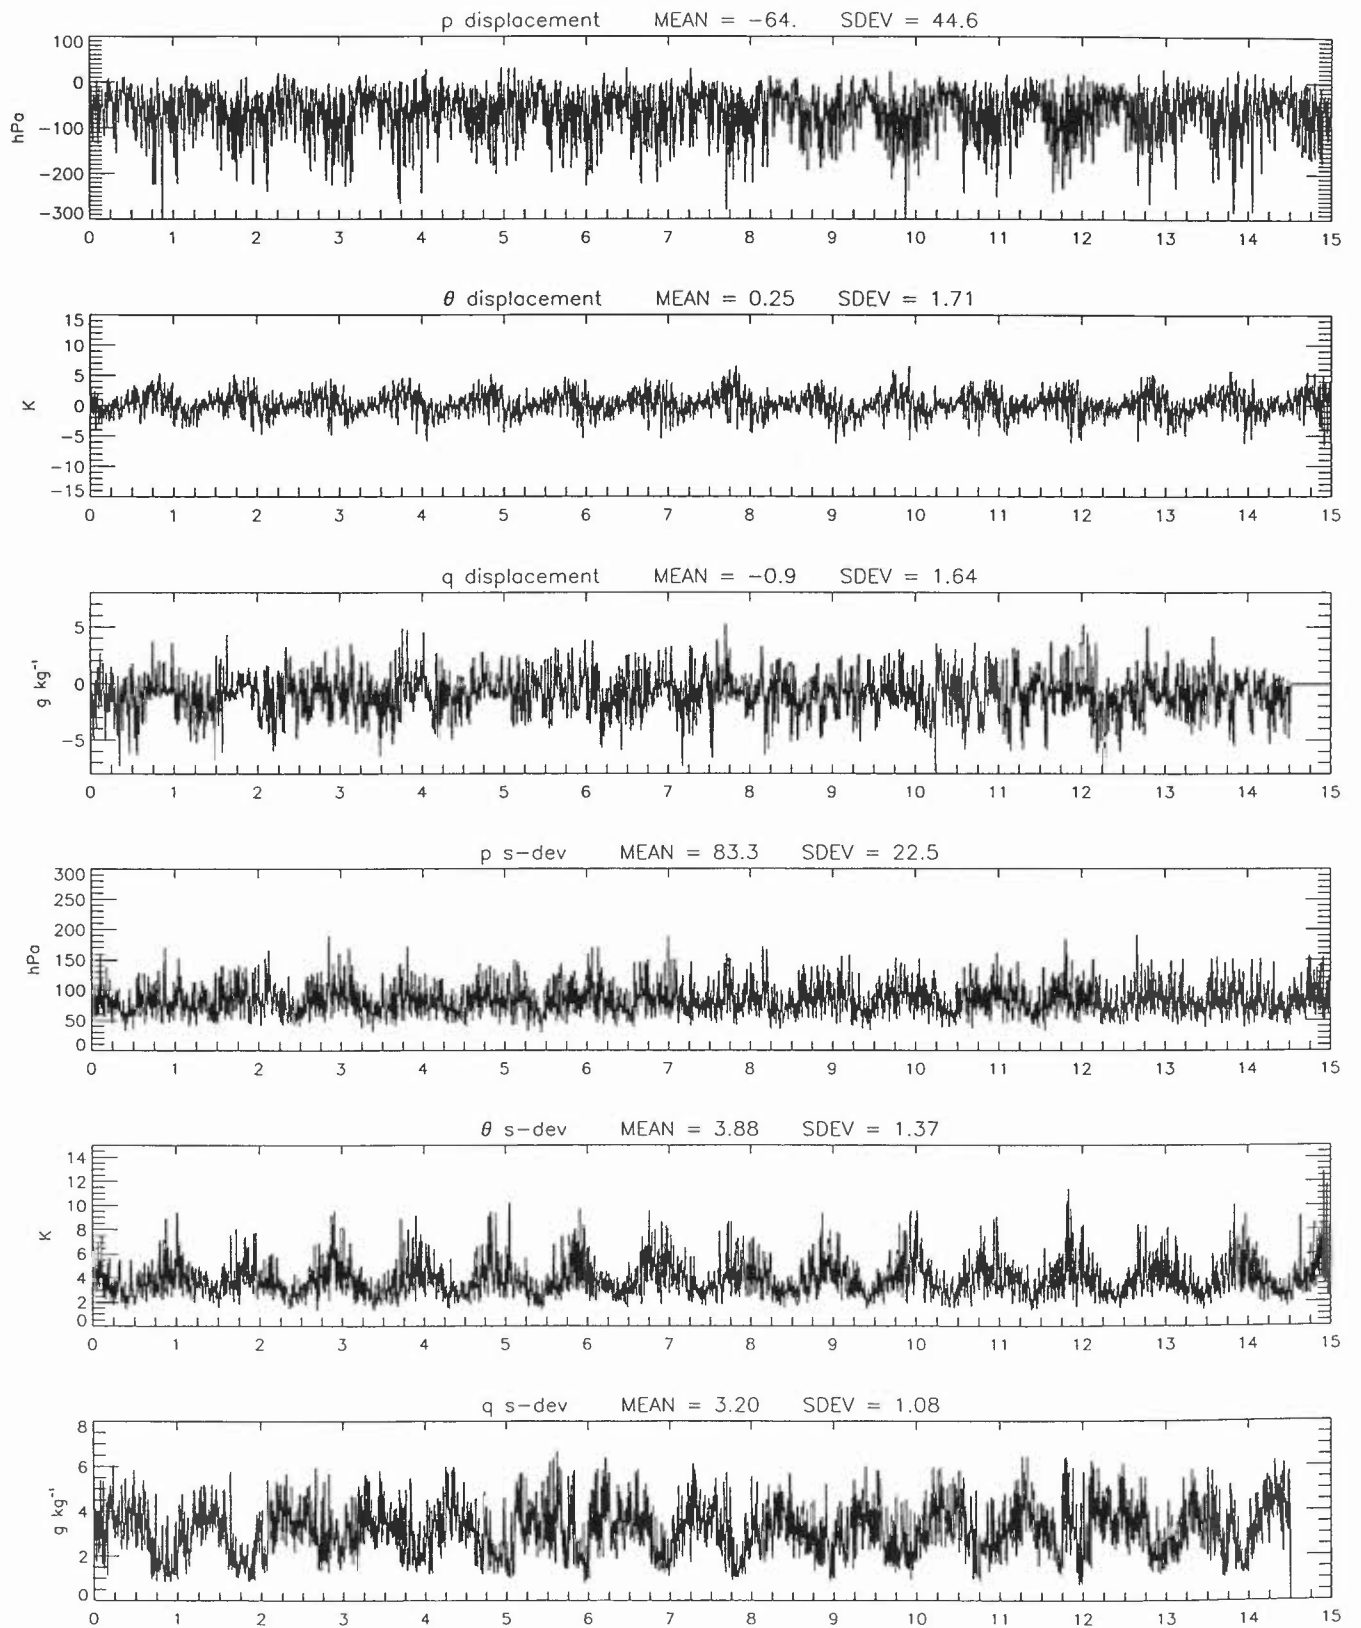 p displacement MEAN = -64. SDEV = 44.6
100
0
-100
-200
-300
hPa
0 1 2 3 4 5 6 7 8 9 10 11 12 13 14 15
θ displacement MEAN = 0.25 SDEV = 1.71
15
10
5
0
-5
-10
-15
K
0 1 2 3 4 5 6 7 8 9 10 11 12 13 14 15
q displacement MEAN = -0.9 SDEV = 1.64
5
0
-5
g kg⁻¹
0 1 2 3 4 5 6 7 8 9 10 11 12 13 14 15
p s-dev MEAN = 83.3 SDEV = 22.5
300
250
200
150
100
50
0
hPa
0 1 2 3 4 5 6 7 8 9 10 11 12 13 14 15
θ s-dev MEAN = 3.88 SDEV = 1.37
14
12
10
8
6
4
2
0
K
0 1 2 3 4 5 6 7 8 9 10 11 12 13 14 15
q s-dev MEAN = 3.20 SDEV = 1.08
8
6
4
2
0
g kg⁻¹
0 1 2 3 4 5 6 7 8 9 10 11 12 13 14 15